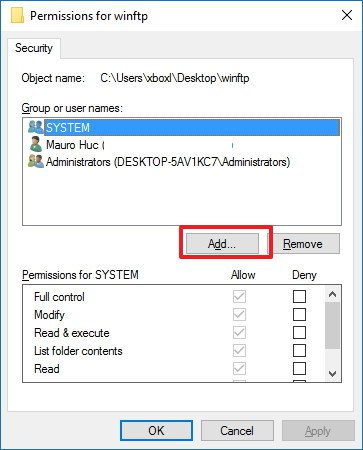 Permissions for winftp
Security
Object name: C:\Users\xboxl\Desktop\winftp
Group or user names:
SYSTEM
Mauro Huc (
Administrators (DESKTOP-5AV1KC7\Administrators)
Add... Remove
Permissions for SYSTEM Allow Deny
Full control
Modify
Read & execute
List folder contents
Read
OK Cancel Apply